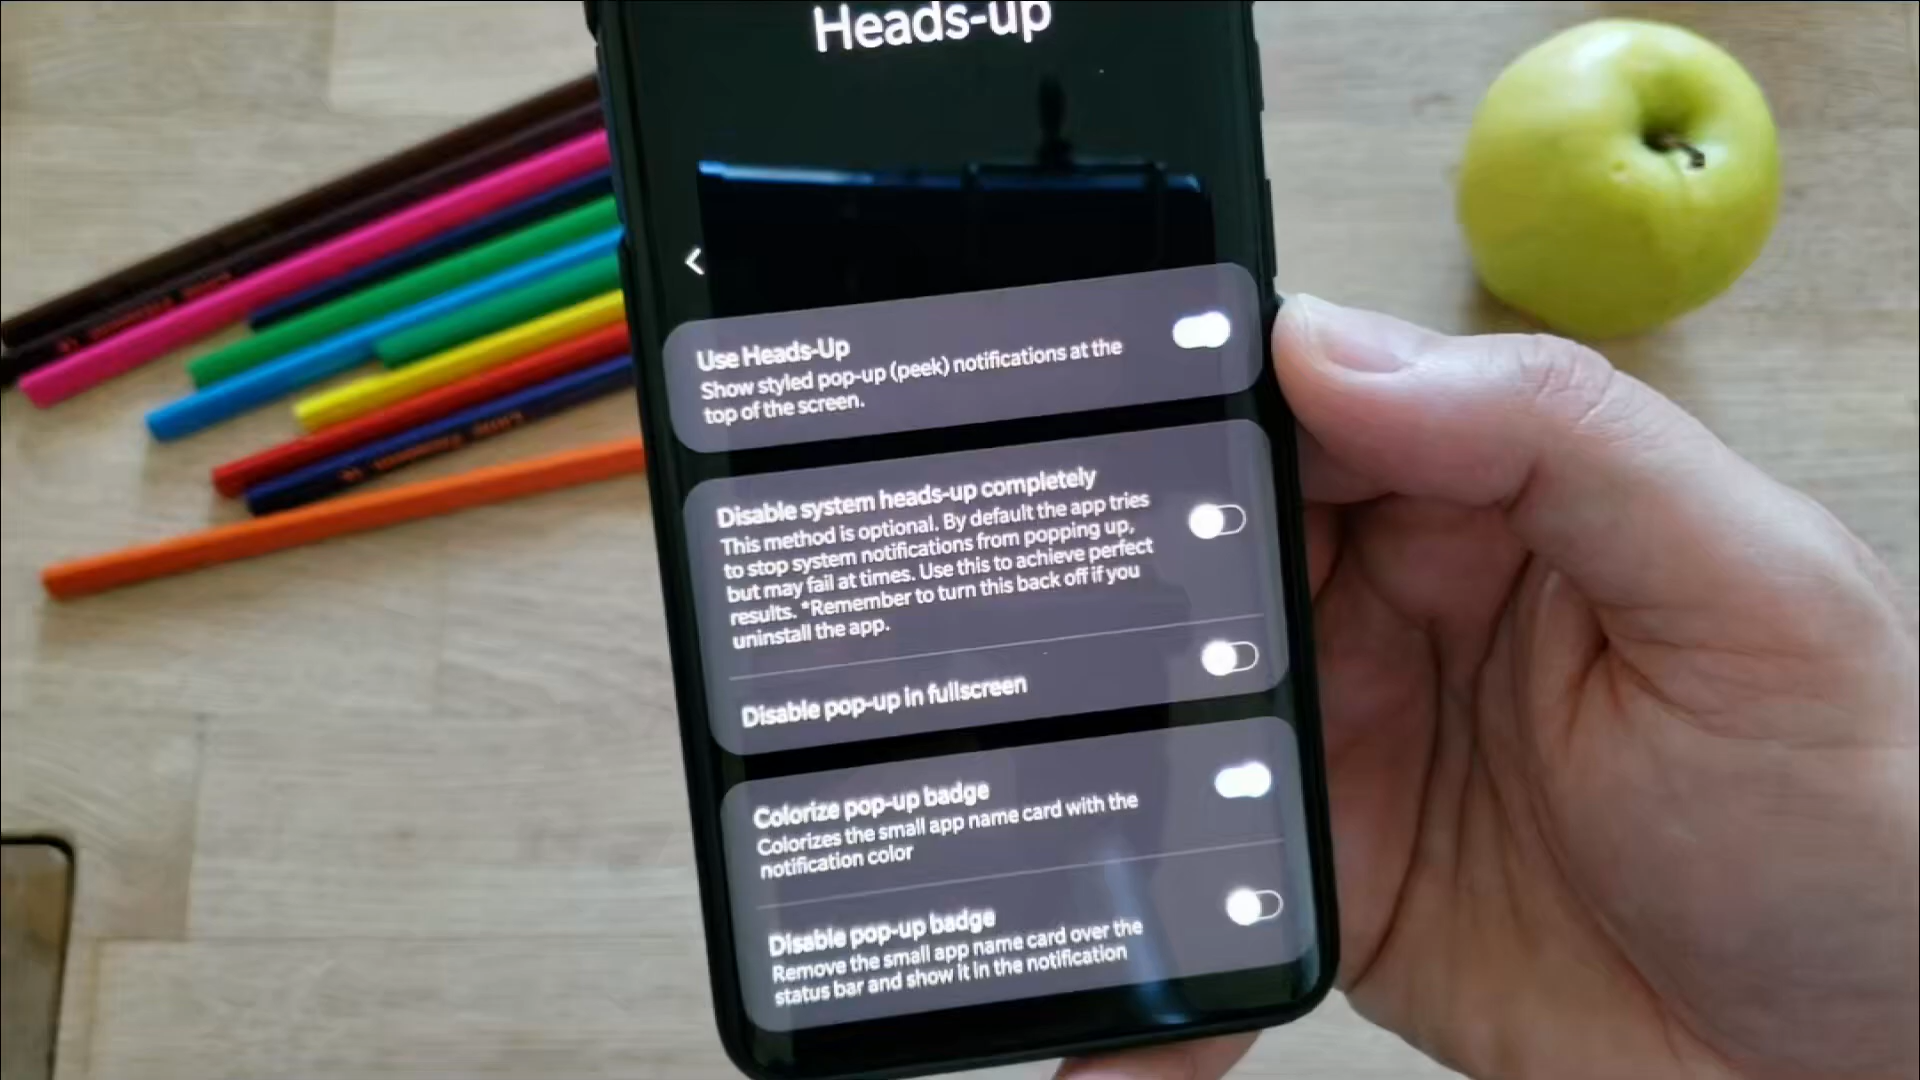 Heads-up
Use Heads-Up
Show styled pop-up (peek) notifications at the
top of the screen.
Disable system heads-up completely
This method is optional. By default the app tries
to stop system notifications from popping up,
but may fail at times. Use this to achieve perfect
results. *Remember to turn this back off if you
uninstall the app.
Disable pop-up in fullscreen
Colorize pop-up badge
Colorizes the small app name card with the
notification color
Disable pop-up badge
Remove the small app name card over the
status bar and show it in the notification